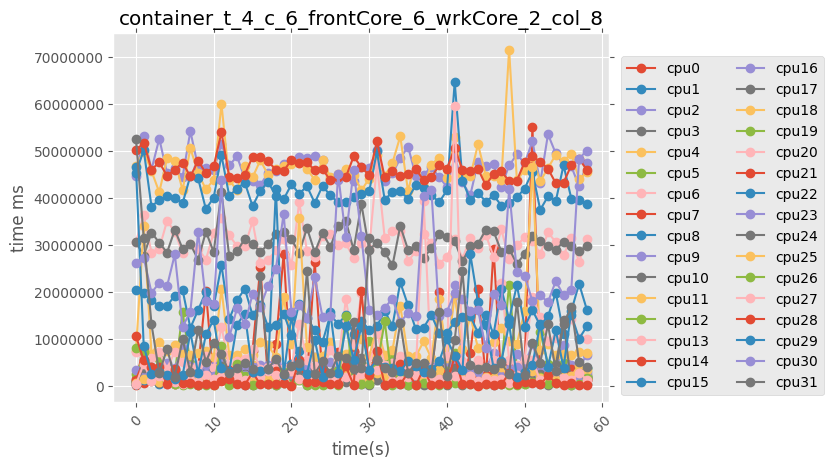 container_t_4_c_6_frontCore_6_wrkCore_2_col_8
time ms
70000000
60000000
50000000
40000000
30000000
20000000
10000000
0
0
10
20
30
40
50
60
time(s)
cpu0
cpu1
cpu2
cpu3
cpu4
cpu5
cpu6
cpu7
cpu8
cpu9
cpu10
cpu11
cpu12
cpu13
cpu14
cpu15
cpu16
cpu17
cpu18
cpu19
cpu20
cpu21
cpu22
cpu23
cpu24
cpu25
cpu26
cpu27
cpu28
cpu29
cpu30
cpu31